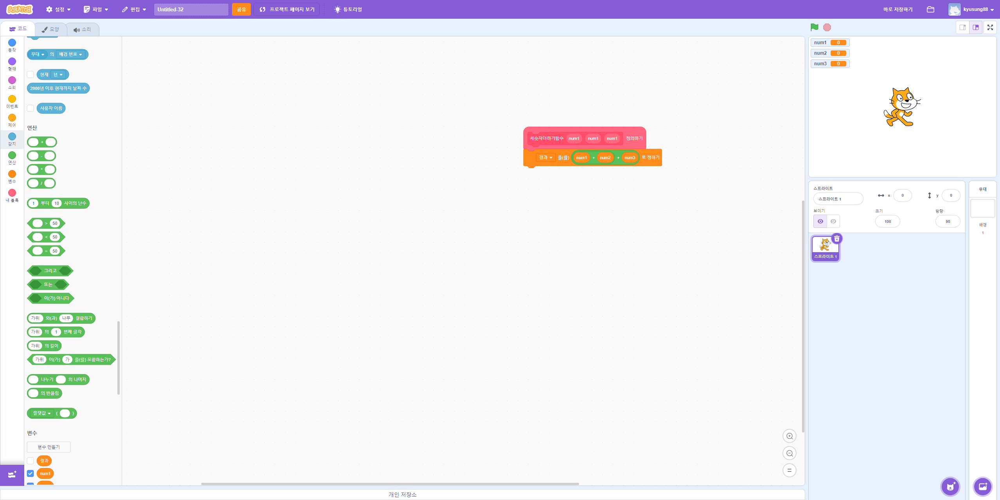 SCRATCH 설정 파일 편집 Untitled-32 공유 프로젝트 페이지 보기 튜토리얼 바로 저장하기 kyusung88
코드 모양 소리
동작
형태
소리
이벤트
제어
감지
연산
변수
내 블록
무대 의 배경 번호
현재 년
2000년 이후 현재까지 날짜 수
사용자 이름
연산
+
-
*
/
1 부터 10 사이의 난수
> 50
< 50
= 50
그리고
또는
이(가) 아니다
가위 와(과) 나무 결합하기
가위 의 1 번째 글자
가위 의 길이
가위 이(가) 가 을(를) 포함하는가?
나누기 의 나머지
의 반올림
절댓값 ( )
변수
변수 만들기
결과
num1
세숫자더하기함수 num1 num1 num1 정의하기
결과 을(를) num1 + num2 + num3 로 정하기
개인 저장소
num1 0
num2 0
num3 0
스프라이트
스프라이트 1 x 0 y 0
보이기 크기 방향
100 90
스프라이트 1
무대
배경
1